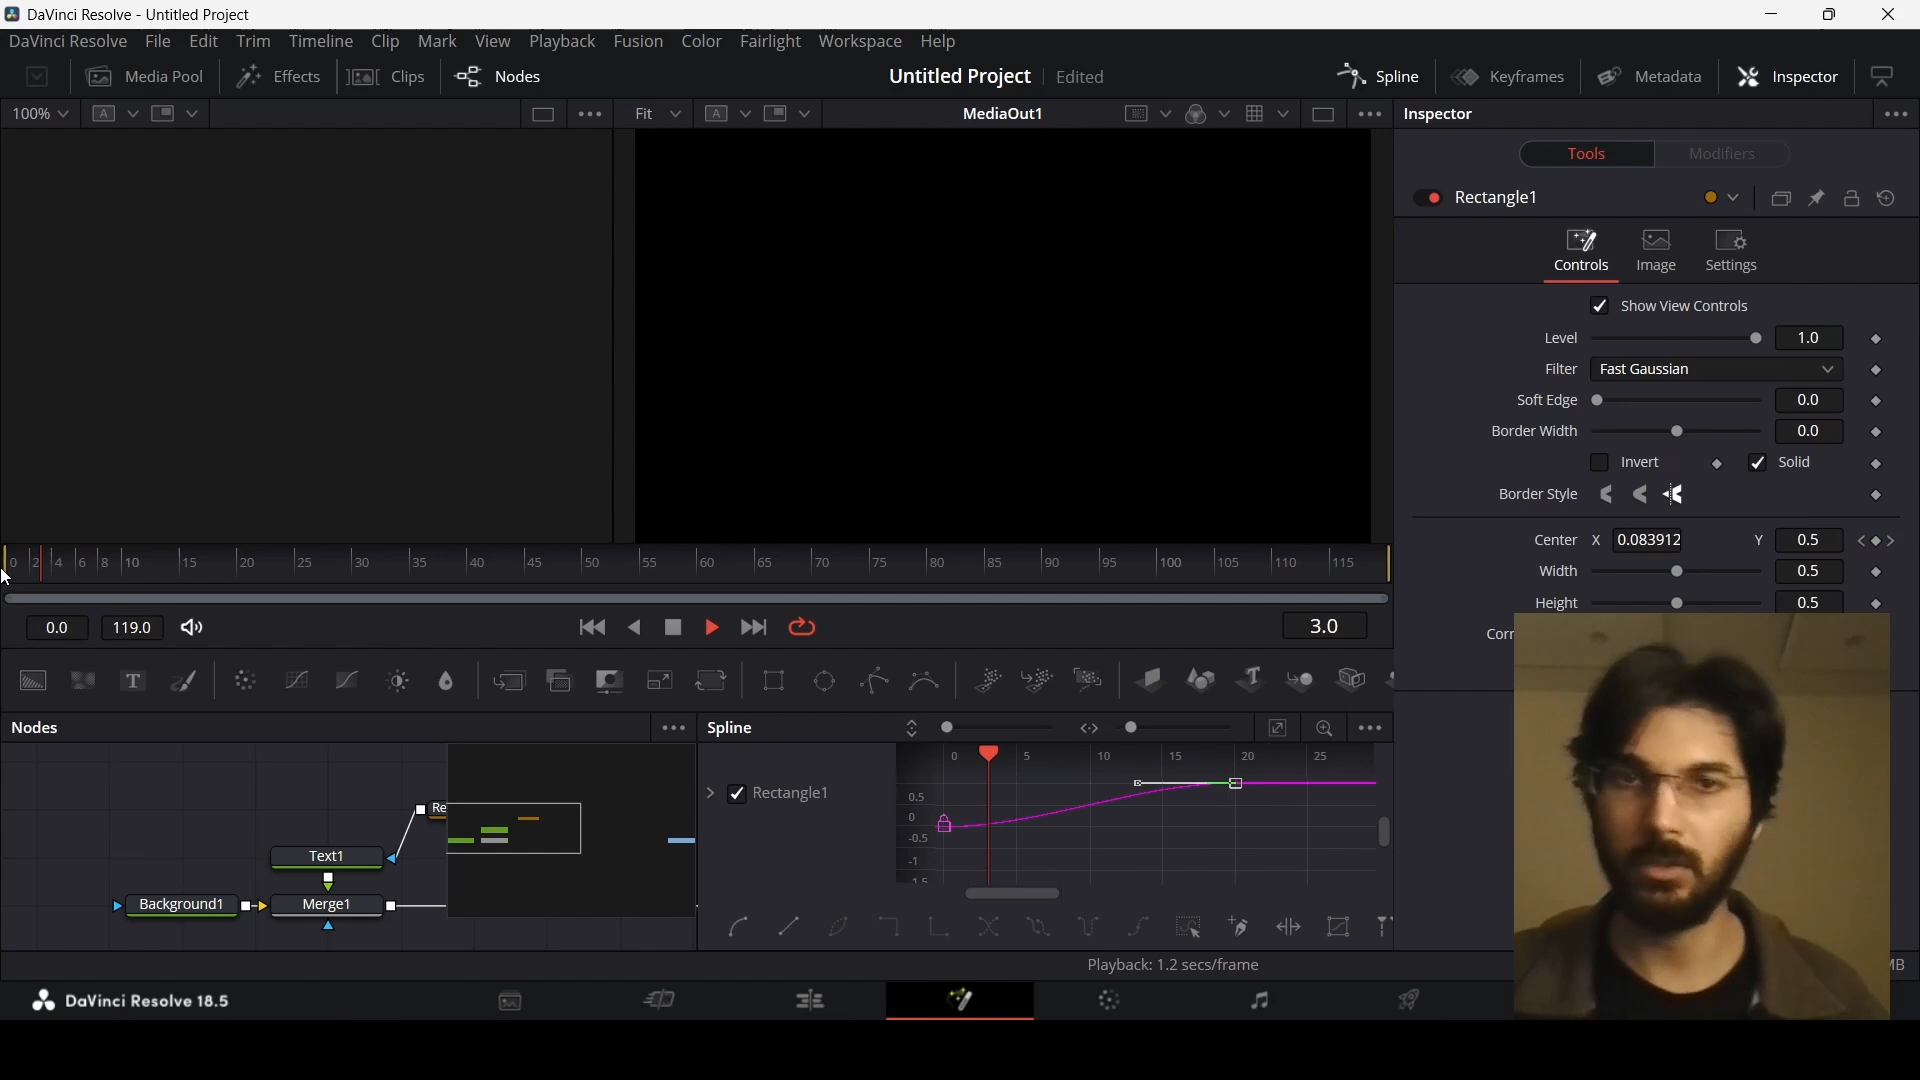 DaVinci Resolve - Untitled Project
DaVinci Resolve File Edit Trim Timeline Clip Mark View Playback Fusion Color Fairlight Workspace Help
Media Pool Effects Clips Nodes Untitled Project Edited Spline Keyframes Metadata Inspector
100% A Fit A MediaOut1 Inspector
Tools Modifiers
Rectangle1
Controls Image Settings
Show View Controls
Level 1.0
Filter Fast Gaussian
Soft Edge 0.0
Border Width 0.0
Invert Solid
Border Style
Center X 0.083912 Y 0.5
Width 0.5
Height 0.5
Corr
0 2 4 6 8 10 15 20 25 30 35 40 45 50 55 60 65 70 75 80 85 90 95 100 105 110 115
0.0 119.0 3.0
Nodes Spline
0 5 10 15 20 25
Rectangle1
0.5
0
-0.5
-1
-1.5
Re
Text1
Background1 Merge1
Playback: 1.2 secs/frame
MB
DaVinci Resolve 18.5